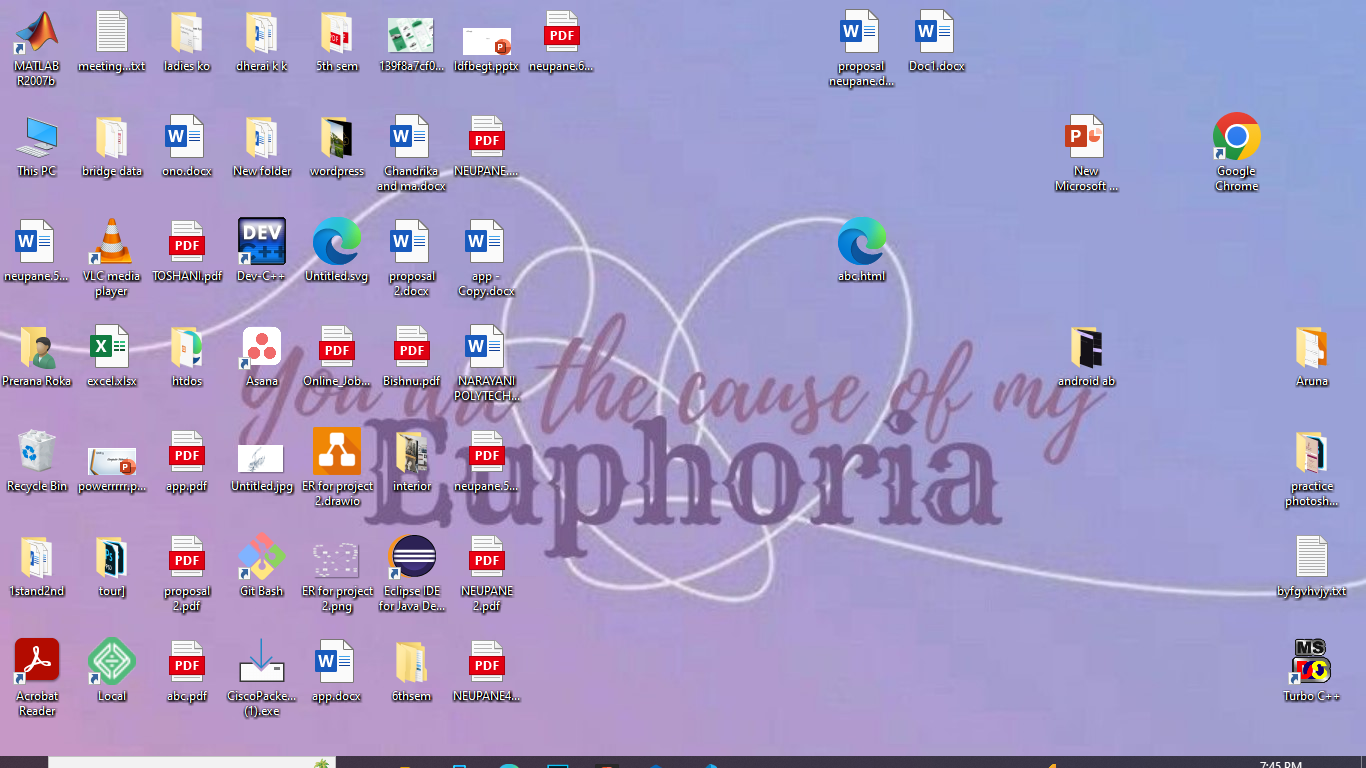 MATLAB
R2007b
meeting...txt
ladies ko
dherai k k
5th sem
139f8a7cf0...
ldfbegt.pptx
neupane.6...
proposal
neupane.d...
Doc1.docx
This PC
bridge data
ono.docx
New folder
wordpress
Chandrika
and ma.docx
NEUPANE....
New
Microsoft ...
Google
Chrome
neupane.5...
VLC media
player
TOSHANI.pdf
Dev-C++
Untitled.svg
proposal
2.docx
app -
Copy.docx
abc.html
Prerana Roka
excel.xlsx
htdos
Asana
Online_Job...
Bishnu.pdf
NARAYANI
POLYTECH...
android ab
Aruna
You are the cause of my
Euphoria
Recycle Bin
powerrrrr.p...
app.pdf
Untitled.jpg
ER for project
2.drawio
interior
neupane.5...
practice
photosh...
1stand2nd
tourj
proposal
2.pdf
Git Bash
ER for project
2.png
Eclipse IDE
for Java De...
NEUPANE
2.pdf
byfgvhvjy.txt
Acrobat
Reader
Local
abc.pdf
CiscoPacke...
(1).exe
app.docx
6thsem
NEUPANE4...
Turbo C++
7:45 PM